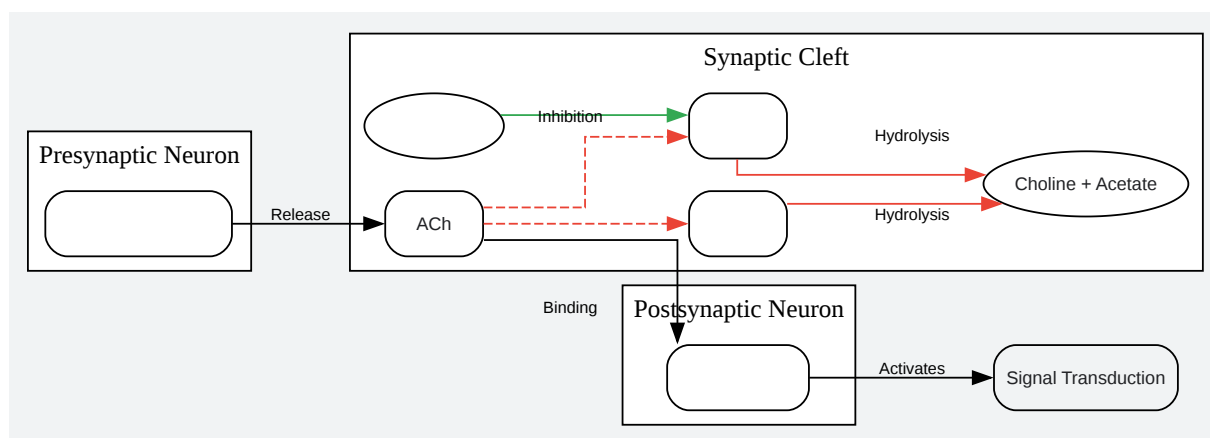 Synaptic Cleft
Inhibition
Hydrolysis
Presynaptic Neuron
Choline + Acetate
Release
ACh
Hydrolysis
Binding
Postsynaptic Neuron
Activates
Signal Transduction